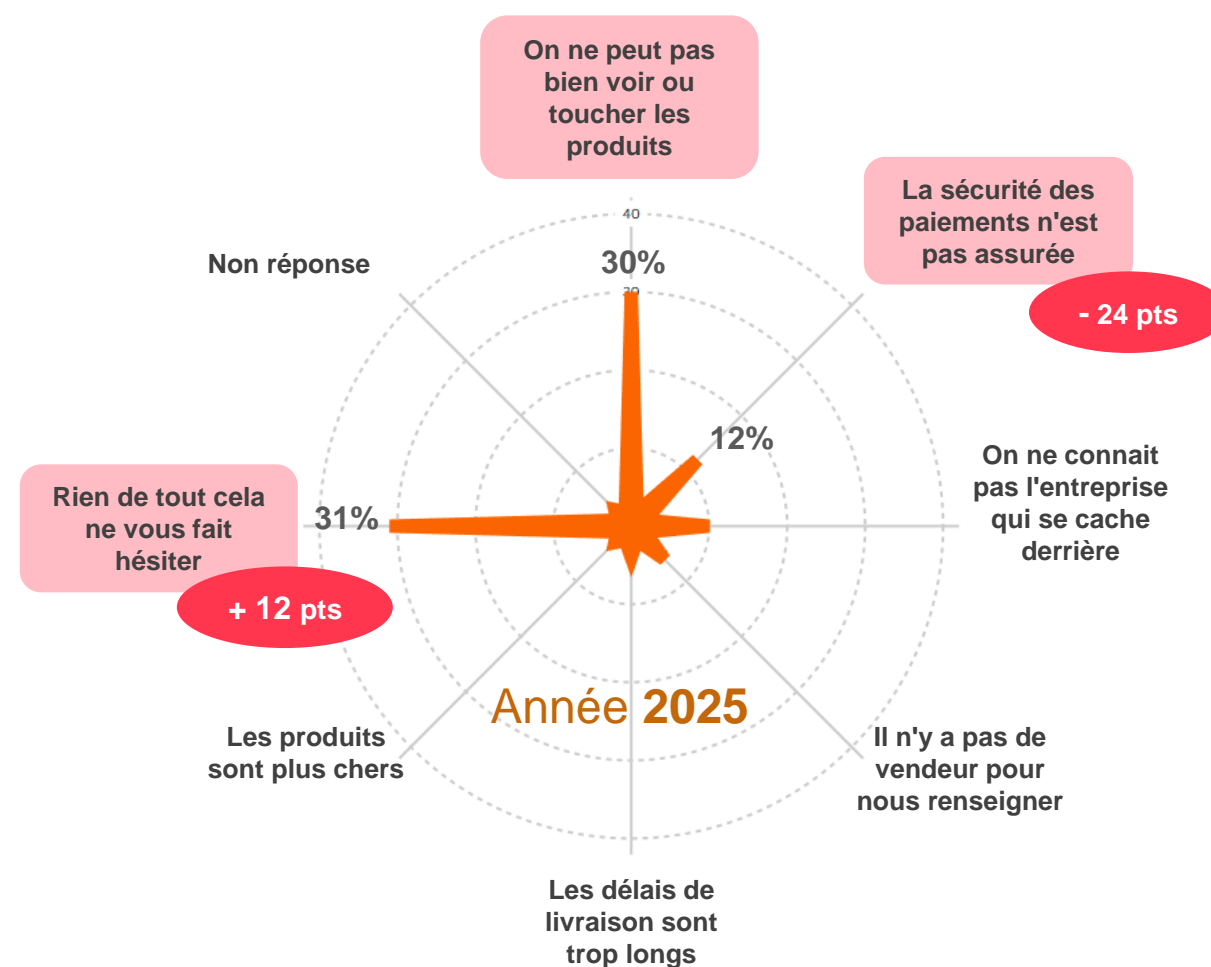 On ne peut pas
bien voir ou
toucher les
produits
La sécurité des
paiements n'est
pas assurée
- 24 pts
40
30%
30
Non réponse
12%
On ne connait
pas l'entreprise
qui se cache
derrière
Rien de tout cela
ne vous fait
hésiter
31%
+ 12 pts
Année 2025
Les produits
sont plus chers
Il n'y a pas de
vendeur pour
nous renseigner
Les délais de
livraison sont
trop longs